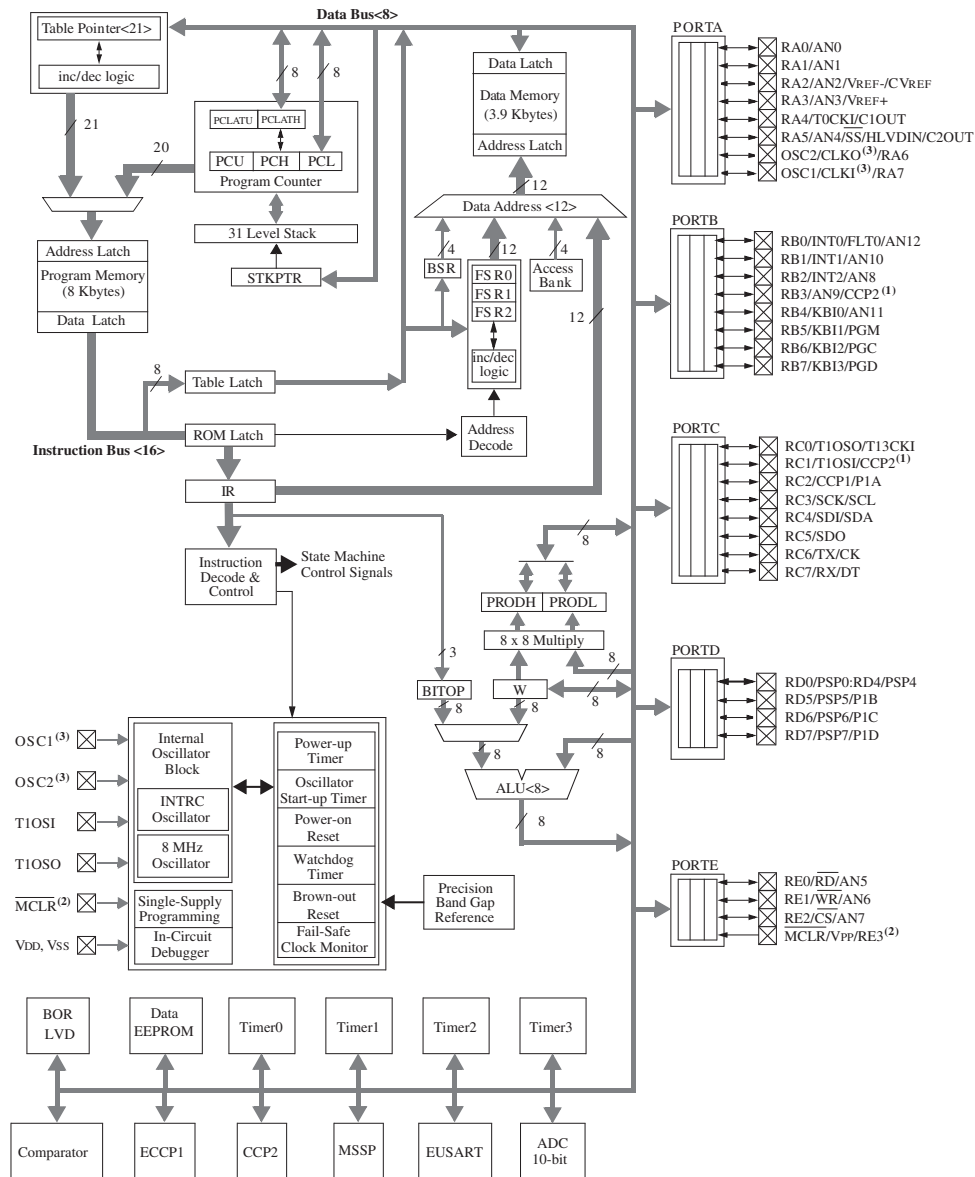 Data Bus<8>
Table Pointer<21>
inc/dec logic
21
20
8
8
PCLATU
PCLATH
PCU
PCH
PCL
Program Counter
31 Level Stack
STKPTR
Data Latch
Data Memory
(3.9 Kbytes)
Address Latch
12
Data Address <12>
4
12
4
BSR
FSR0
FSR1
FSR2
inc/dec
logic
Access
Bank
12
Address Latch
Program Memory
(8 Kbytes)
Data Latch
8
Table Latch
Instruction Bus <16>
ROM Latch
Address
Decode
IR
Instruction
Decode &
Control
State Machine
Control Signals
8
PRODH
PRODL
8 x 8 Multiply
8
3
BITOP
W
8
8
8
8
8
ALU<8>
8
OSC1(3)
OSC2(3)
T1OSI
T1OSO
MCLR(2)
VDD, VSS
Internal
Oscillator
Block
INTRC
Oscillator
8 MHz
Oscillator
Single-Supply
Programming
In-Circuit
Debugger
Power-up
Timer
Oscillator
Start-up Timer
Power-on
Reset
Watchdog
Timer
Brown-out
Reset
Fail-Safe
Clock Monitor
Precision
Band Gap
Reference
BOR
LVD
Data
EEPROM
Timer0
Timer1
Timer2
Timer3
Comparator
ECCP1
CCP2
MSSP
EUSART
ADC
10-bit
PORTA
RA0/AN0
RA1/AN1
RA2/AN2/VREF-/CVREF
RA3/AN3/VREF+
RA4/T0CKI/C1OUT
RA5/AN4/SS/HLVDIN/C2OUT
OSC2/CLKO(3)/RA6
OSC1/CLKI(3)/RA7
PORTB
RB0/INT0/FLT0/AN12
RB1/INT1/AN10
RB2/INT2/AN8
RB3/AN9/CCP2(1)
RB4/KBI0/AN11
RB5/KBI1/PGM
RB6/KBI2/PGC
RB7/KBI3/PGD
PORTC
RC0/T1OSO/T13CKI
RC1/T1OSI/CCP2(1)
RC2/CCP1/P1A
RC3/SCK/SCL
RC4/SDI/SDA
RC5/SDO
RC6/TX/CK
RC7/RX/DT
PORTD
RD0/PSP0:RD4/PSP4
RD5/PSP5/P1B
RD6/PSP6/P1C
RD7/PSP7/P1D
PORTE
RE0/RD/AN5
RE1/WR/AN6
RE2/CS/AN7
MCLR/VPP/RE3(2)